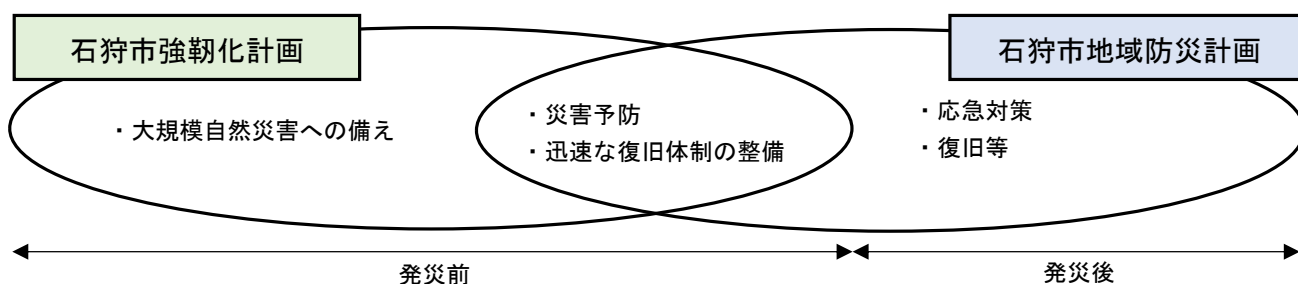 石狩市強靭化計画
石狩市地域防災計画
・大規模自然災害への備え
・災害予防
・迅速な復旧体制の整備
・応急対策
・復旧等
発災前
発災後